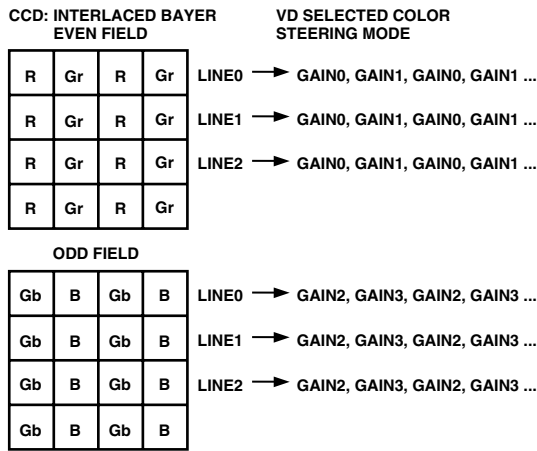 CCD: INTERLACED BAYER VD SELECTED COLOR
EVEN FIELD STEERING MODE
R Gr R Gr LINE0 GAIN0, GAIN1, GAIN0, GAIN1 ...
R Gr R Gr LINE1 GAIN0, GAIN1, GAIN0, GAIN1 ...
R Gr R Gr LINE2 GAIN0, GAIN1, GAIN0, GAIN1 ...
R Gr R Gr
ODD FIELD
Gb B Gb B LINE0 GAIN2, GAIN3, GAIN2, GAIN3 ...
Gb B Gb B LINE1 GAIN2, GAIN3, GAIN2, GAIN3 ...
Gb B Gb B LINE2 GAIN2, GAIN3, GAIN2, GAIN3 ...
Gb B Gb B